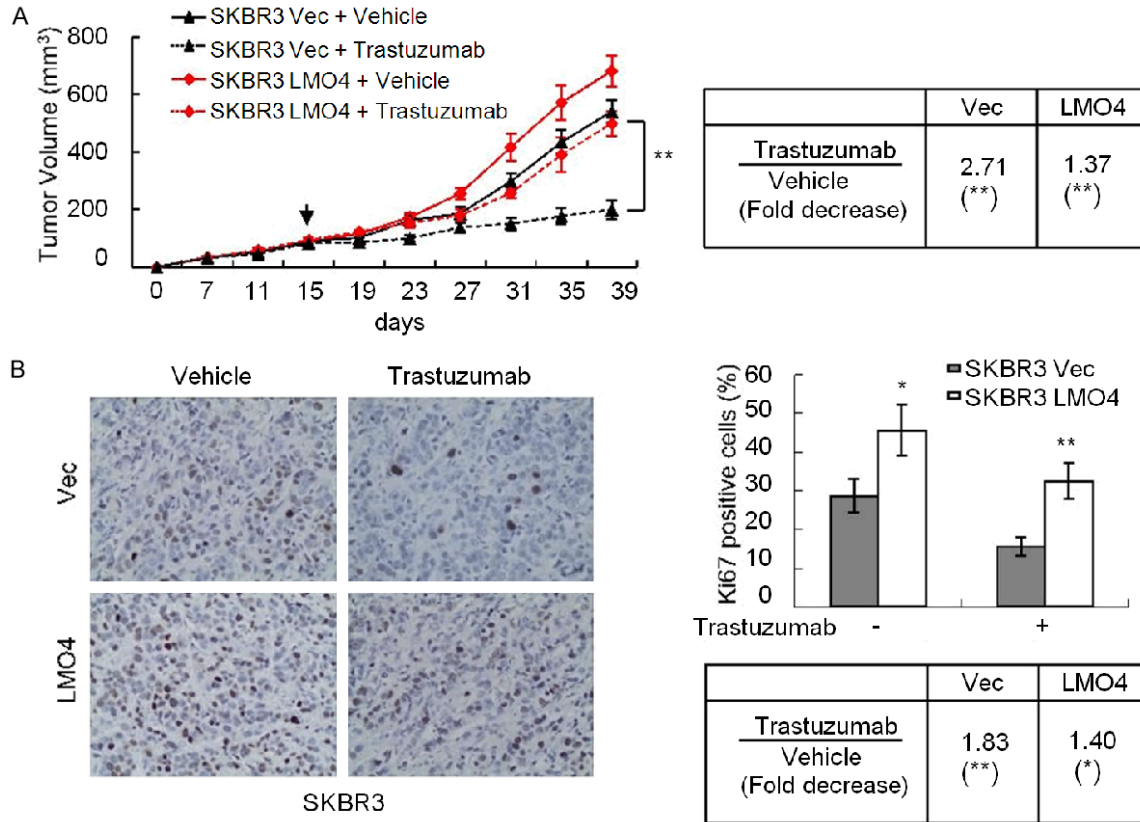 A
SKBR3 Vec + Vehicle
SKBR3 Vec + Trastuzumab
SKBR3 LMO4 + Vehicle
SKBR3 LMO4 + Trastuzumab
Tumor Volume (mm³)
800
600
400
200
0
**
0 7 11 15 19 23 27 31 35 39
days
Vec LMO4
Trastuzumab
Vehicle
(Fold decrease)
2.71 1.37
(**) (**)
B
Vehicle Trastuzumab
Vec
LMO4
SKBR3
Ki67 positive cells (%)
60
50
40
30
20
10
0
SKBR3 Vec
SKBR3 LMO4
*
**
Trastuzumab - +
Vec LMO4
Trastuzumab
Vehicle
(Fold decrease)
1.83 1.40
(**) (*)